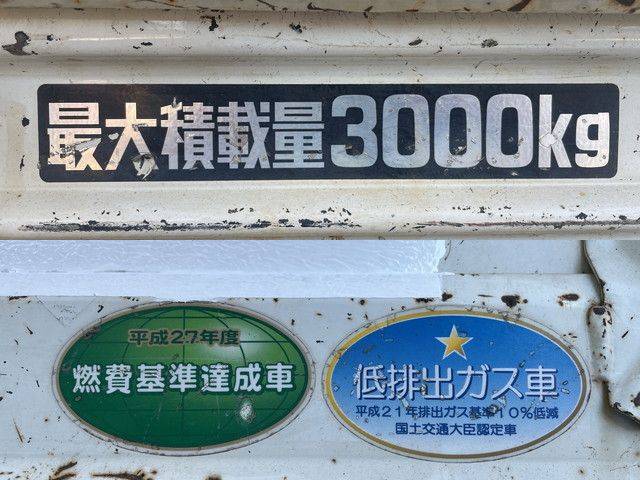 最大積載量3000kg
平成27年度
燃費基準達成車
低排出ガス車
平成21年排出ガス基準10%低減
国土交通大臣認定車